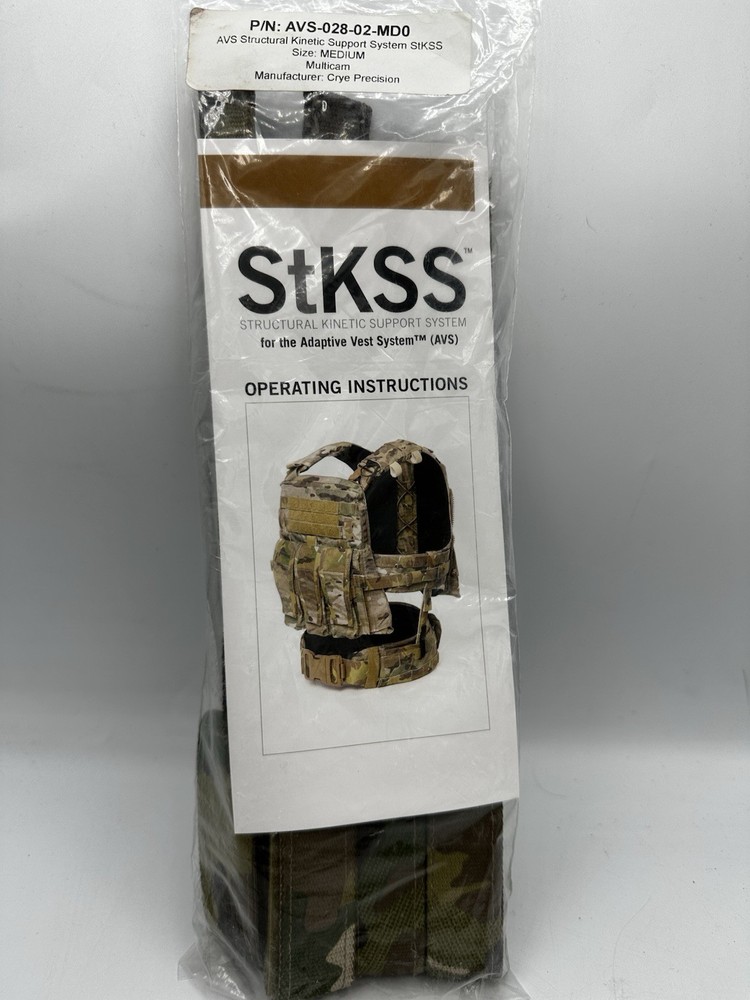 P/N: AVS-028-02-MD0
AVS Structural Kinetic Support System StKSS
Size: MEDIUM
Multicam
Manufacturer: Crye Precision
StKSS™
STRUCTURAL KINETIC SUPPORT SYSTEM
for the Adaptive Vest System™ (AVS)
OPERATING INSTRUCTIONS